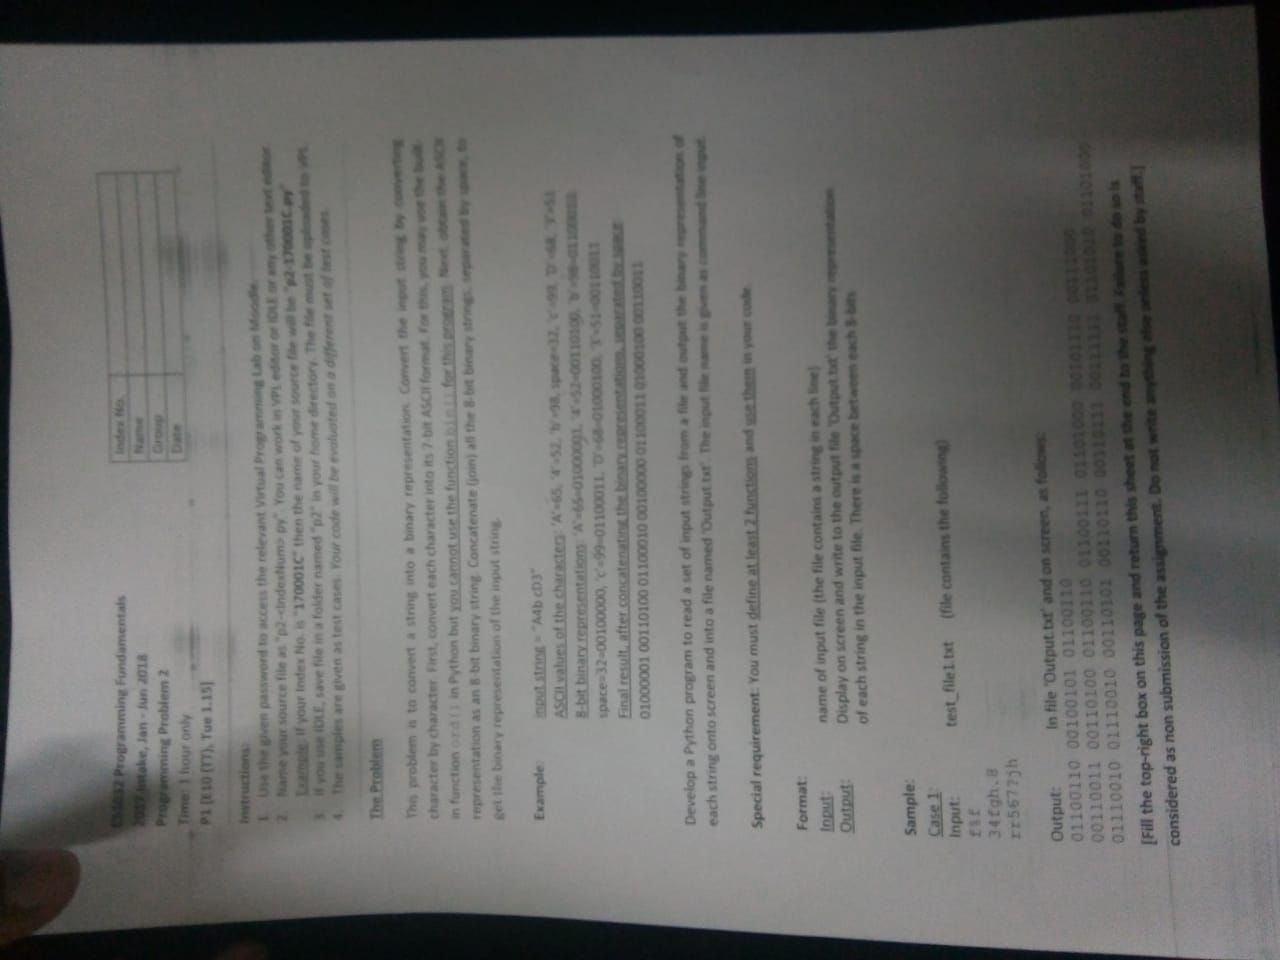 CS1032 Programming Fundamentals
2017 Intake, Jan - Jun 2018
Programming Problem 2
Time: 1 hour only
P1 [E10 (TT), Tue 1.15]
Index No.
Name
Group
Date
Instructions:
1. Use the given password to access the relevant Virtual Programming Lab on Moodle.
2. Name your source file as "p2-<IndexNum>.py". You can work in VPL editor or IDLE or any other text editor.
Example: If your Index No. is "170001C" then the name of your source file will be "p2-170001C.py"
3. If you use IDLE, save file in a folder named "p2" in your home directory. The file must be uploaded to VPL.
4. The samples are given as test cases. Your code will be evaluated on a different set of test cases.
The Problem
This problem is to convert a string into a binary representation. Convert the input string by converting
character by character. First, convert each character into its 7-bit ASCII format. For this, you may use the built-
in function ord() in Python but you cannot use the function bin() for this program. Next, obtain the ASCII
representation as an 8-bit binary string. Concatenate (join) all the 8-bit binary strings, separated by space, to
get the binary representation of the input string.
Example: input string = "A4b cD3"
ASCII values of the characters: 'A'=65, '4'=52, 'b'=98, space=32, 'c'=99, 'D'=68, '3'=51
8-bit binary representations: 'A'=65=01000001, '4'=52=00110100, 'b'=98=01100010,
space=32=00100000, 'c'=99=01100011, 'D'=68=01000100, '3'=51=00110011
Final result, after concatenating the binary representations, separated by space:
01000001 00110100 01100010 00100000 01100011 01000100 00110011
Develop a Python program to read a set of input strings from a file and output the binary representation of
each string onto screen and into a file named 'Output.txt'. The input file name is given as command line input.
Special requirement: You must define at least 2 functions and use them in your code.
Format:
Input: name of input file (the file contains a string in each line)
Output: Display on screen and write to the output file 'Output.txt' the binary representation
of each string in the input file. There is a space between each 8-bits
Sample:
Case 1:
Input: test_file1.txt (file contains the following)
f%f
34fgh.8
rr567?jh
Output: In file 'Output.txt' and on screen, as follows:
01100110 00100101 01100110
00110011 00110100 01100110 01100111 01101000 00101110 00111000
01110010 01110010 00110101 00110110 00110111 00111111 01101010 01101000
[Fill the top-right box on this page and return this sheet at the end to the staff. Failure to do so is
considered as non submission of the assignment. Do not write anything else unless asked by staff.]